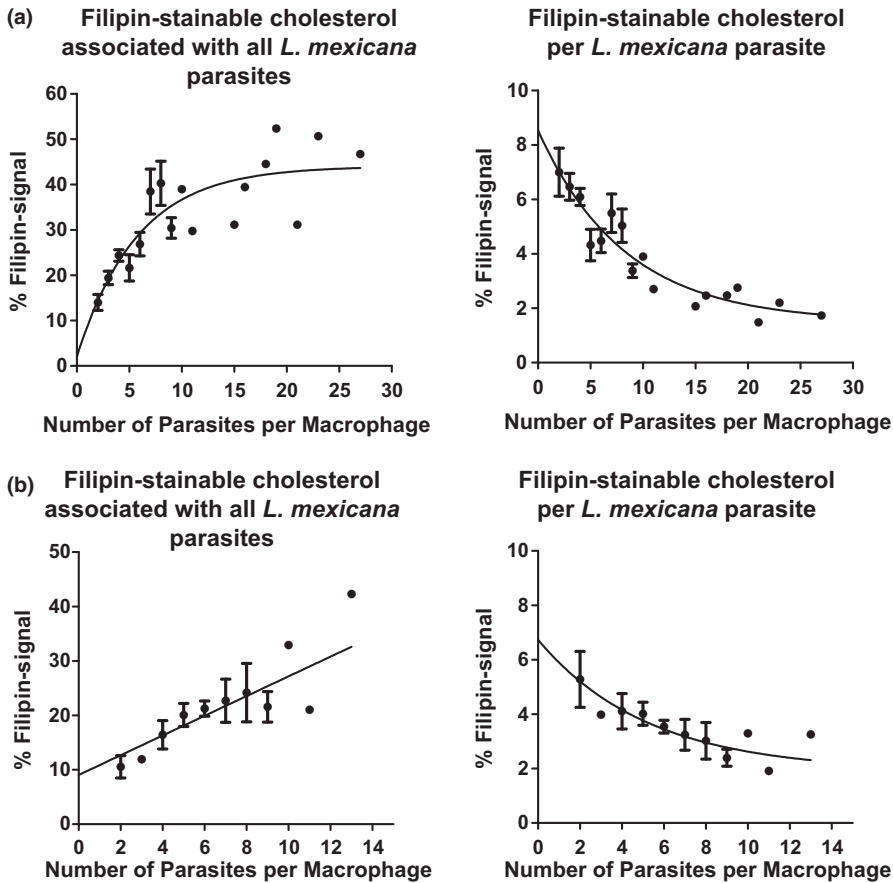 (a)
Filipin-stainable cholesterol
associated with all L. mexicana
parasites
60
50
40
30
20
10
0
% Filipin-signal
0 5 10 15 20 25 30
Number of Parasites per Macrophage
Filipin-stainable cholesterol
per L. mexicana parasite
10
8
6
4
2
0
% Filipin-signal
0 5 10 15 20 25 30
Number of Parasites per Macrophage
(b)
Filipin-stainable cholesterol
associated with all L. mexicana
parasites
50
40
30
20
10
0
% Filipin-signal
0 2 4 6 8 10 12 14
Number of Parasites per Macrophage
Filipin-stainable cholesterol
per L. mexicana parasite
10
8
6
4
2
0
% Filipin-signal
0 2 4 6 8 10 12 14
Number of Parasites per Macrophage